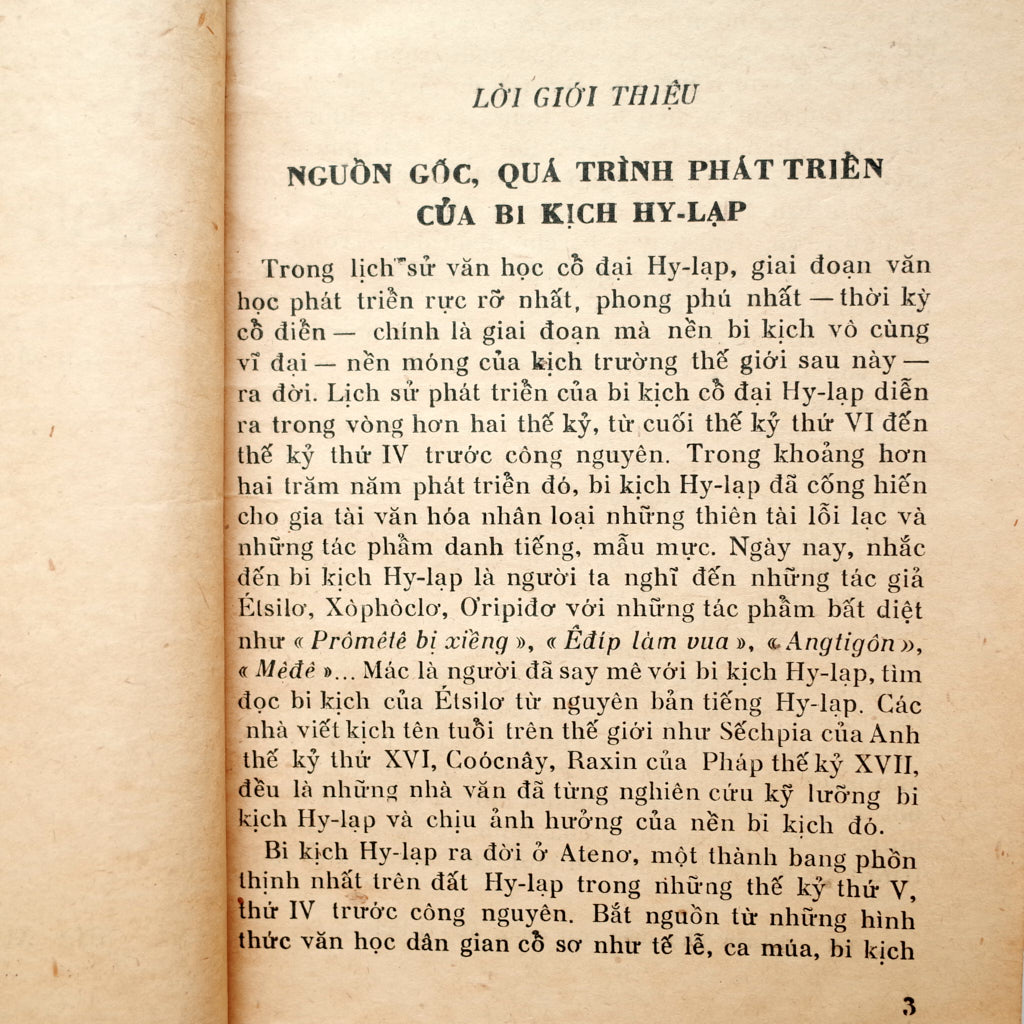 LỜI GIỚI THIỆU
NGUỒN GỐC, QUÁ TRÌNH PHÁT TRIỂN
CỦA BI KỊCH HY-LẠP
Trong lịch sử văn học cổ đại Hy-lạp, giai đoạn văn
học phát triển rực rỡ nhất, phong phú nhất — thời kỳ
cổ điển — chính là giai đoạn mà nền bi kịch vô cùng
vĩ đại — nền móng của kịch trường thế giới sau này —
ra đời. Lịch sử phát triển của bi kịch cổ đại Hy-lạp diễn
ra trong vòng hơn hai thế kỷ, từ cuối thế kỷ thứ VI đến
thế kỷ thứ IV trước công nguyên. Trong khoảng hơn
hai trăm năm phát triển đó, bi kịch Hy-lạp đã cống hiến
cho gia tài văn hóa nhân loại những thiên tài lỗi lạc và
những tác phẩm danh tiếng, mẫu mực. Ngày nay, nhắc
đến bi kịch Hy-lạp là người ta nghĩ đến những tác giả
Étsilơ, Xôphôclơ, Ơripiđơ với những tác phẩm bất diệt
như « Prômêtê bị xiềng », « Êđíp làm vua », « Angtigôn »,
« Mêđê »... Mác là người đã say mê với bi kịch Hy-lạp, tìm
đọc bi kịch của Étsilơ từ nguyên bản tiếng Hy-lạp. Các
nhà viết kịch tên tuổi trên thế giới như Sếchpia của Anh
thế kỷ thứ XVI, Coócnây, Raxin của Pháp thế kỷ XVII,
đều là những nhà văn đã từng nghiên cứu kỹ lưỡng bi
kịch Hy-lạp và chịu ảnh hưởng của nền bi kịch đó.
Bi kịch Hy-lạp ra đời ở Atenơ, một thành bang phồn
thịnh nhất trên đất Hy-lạp trong những thế kỷ thứ V,
thứ IV trước công nguyên. Bắt nguồn từ những hình
thức văn học dân gian cổ sơ như tế lễ, ca múa, bi kịch
3